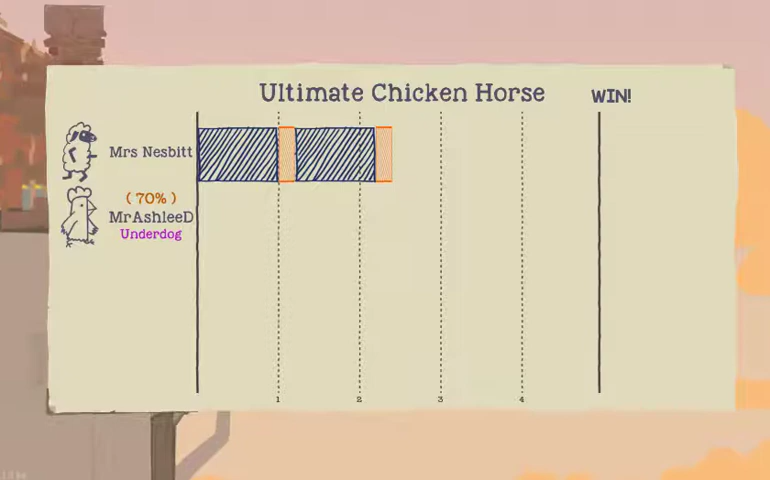 Ultimate Chicken Horse
WIN!
Mrs Nesbitt
( 70% )
MrAshleeD
Underdog
1 2 3 4